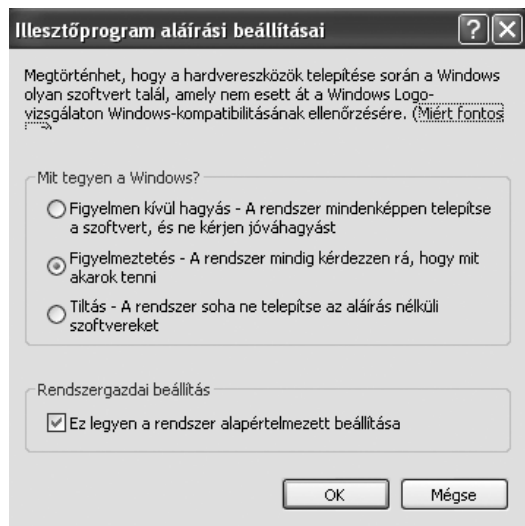 Illesztőprogram aláírási beállításai
Megtörténhet, hogy a hardvereszközök telepítése során a Windows
olyan szoftvert talál, amely nem esett át a Windows Logo-
vizsgálaton Windows-kompatibilitásának ellenőrzésére. (Miért fontos
Mit tegyen a Windows?
Figyelmen kívül hagyás - A rendszer mindenképpen telepítse
a szoftvert, és ne kérjen jóváhagyást
Figyelmeztetés - A rendszer mindig kérdezzen rá, hogy mit
akarok tenni
Tiltás - A rendszer soha ne telepítse az aláírás nélküli
szoftvereket
Rendszergazdai beállítás
Ez legyen a rendszer alapértelmezett beállítása
OK Mégse